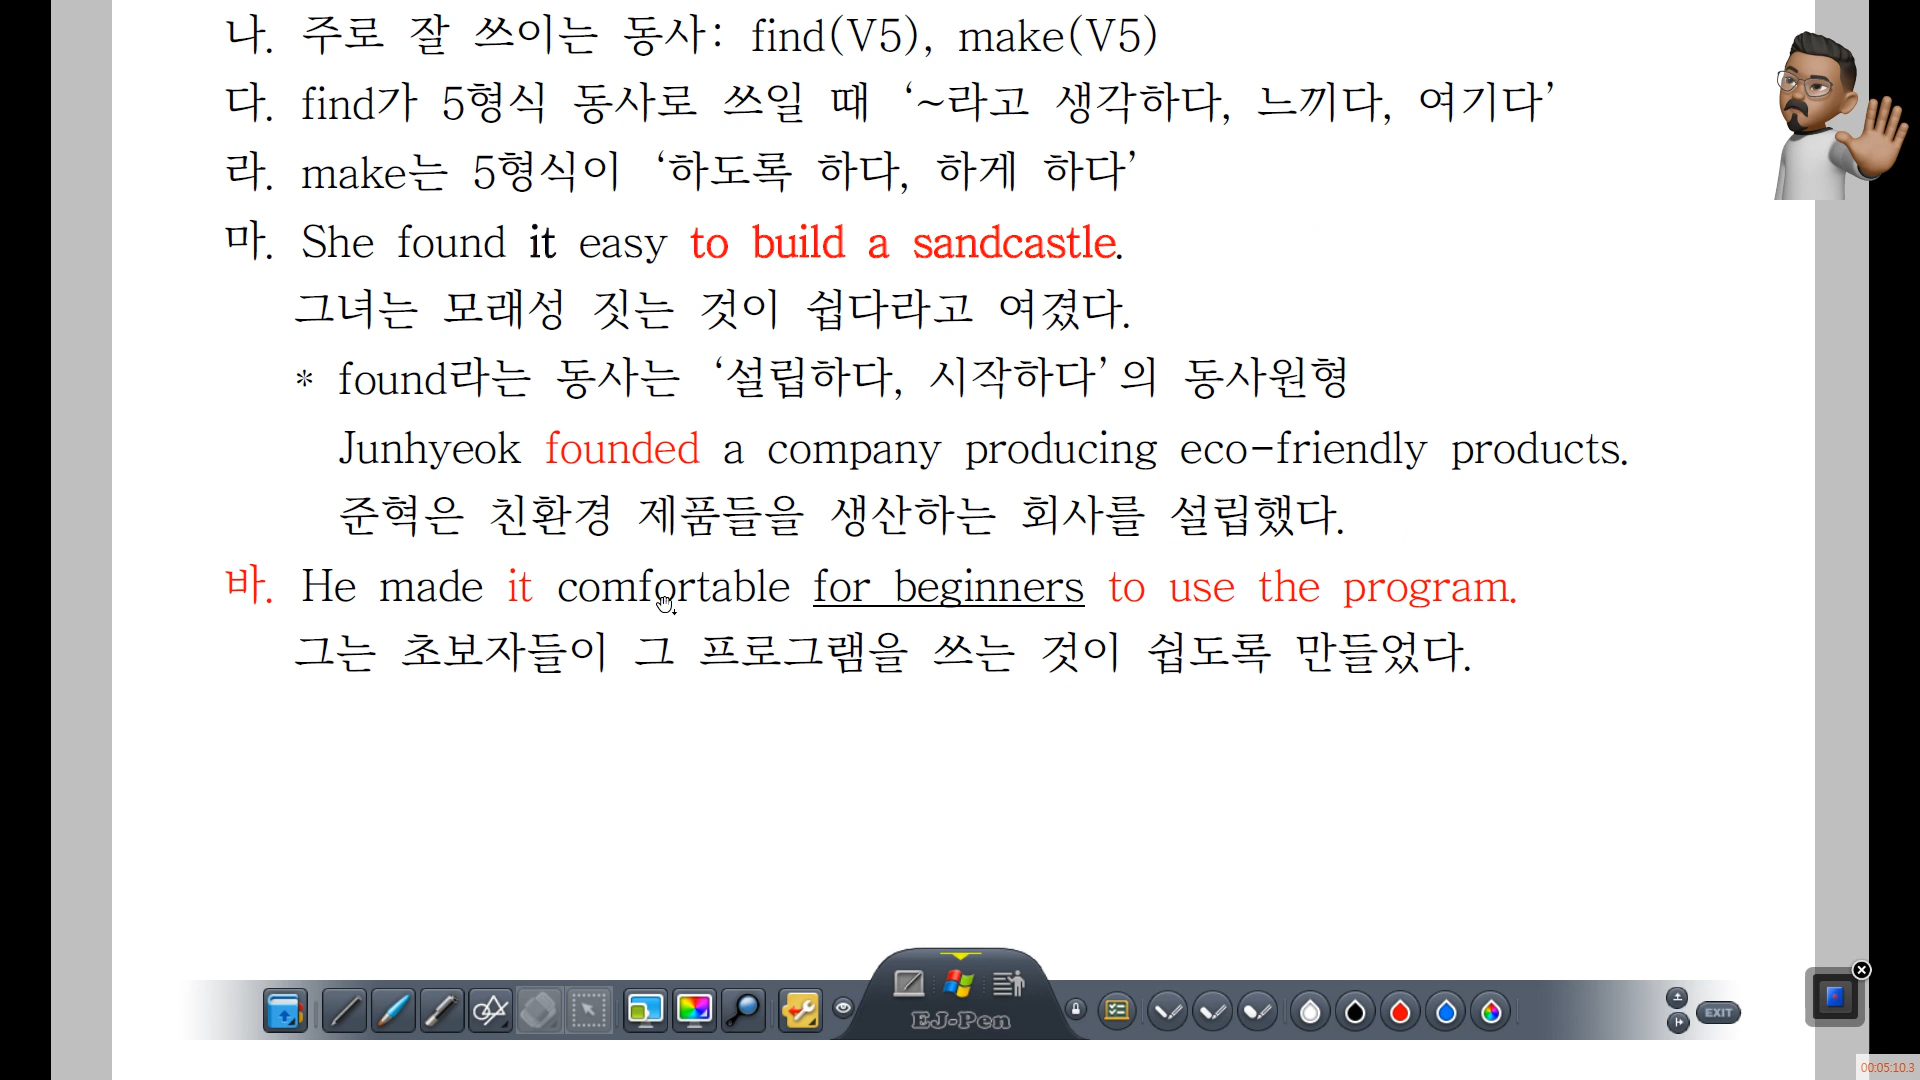 나. 주로 잘 쓰이는 동사: find(V5), make(V5)
다. find가 5형식 동사로 쓰일 때 ‘~라고 생각하다, 느끼다, 여기다’
라. make는 5형식이 ‘하도록 하다, 하게 하다’
마. She found it easy to build a sandcastle.
그녀는 모래성 짓는 것이 쉽다라고 여겼다.
* found라는 동사는 ‘설립하다, 시작하다’의 동사원형
Junhyeok founded a company producing eco-friendly products.
준혁은 친환경 제품들을 생산하는 회사를 설립했다.
바. He made it comfortable for beginners to use the program.
그는 초보자들이 그 프로그램을 쓰는 것이 쉽도록 만들었다.
EJ-Pen
EXIT
00:05:10.3